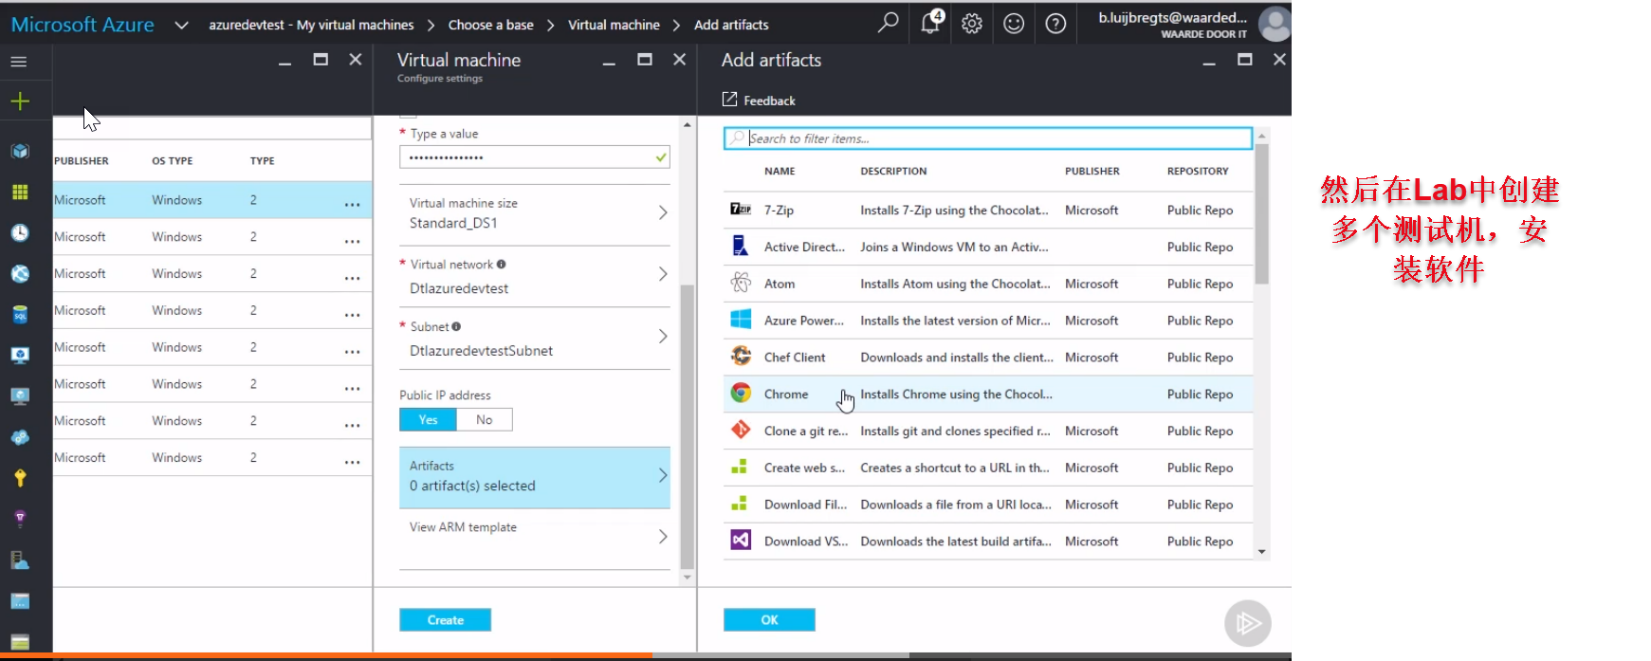 Microsoft Azure
azuredevtest - My virtual machines > Choose a base > Virtual machine > Add artifacts
4
b.luijbregts@waarded...
WAARDE DOOR IT
PUBLISHER OS TYPE TYPE
Microsoft Windows 2 ...
Microsoft Windows 2 ...
Microsoft Windows 2 ...
Microsoft Windows 2 ...
Microsoft Windows 2 ...
Microsoft Windows 2 ...
Microsoft Windows 2 ...
Microsoft Windows 2 ...
Virtual machine
Configure settings
* Type a value
•••••••••••••••
Virtual machine size
Standard_DS1
* Virtual network
Dtlazuredevtest
* Subnet
DtlazuredevtestSubnet
Public IP address
Yes No
Artifacts
0 artifact(s) selected
View ARM template
Create
Add artifacts
Feedback
Search to filter items...
NAME DESCRIPTION PUBLISHER REPOSITORY
7-Zip Installs 7-Zip using the Chocolat... Microsoft Public Repo
Active Direct... Joins a Windows VM to an Activ... Public Repo
Atom Installs Atom using the Chocolat... Microsoft Public Repo
Azure Power... Installs the latest version of Micr... Microsoft Public Repo
Chef Client Downloads and installs the client... Microsoft Public Repo
Chrome Installs Chrome using the Chocol... Public Repo
Clone a git re... Installs git and clones specified r... Microsoft Public Repo
Create web s... Creates a shortcut to a URL in th... Microsoft Public Repo
Download Fil... Downloads a file from a URI loca... Microsoft Public Repo
Download VS... Downloads the latest build artifa... Microsoft Public Repo
OK
然后在Lab中创建
多个测试机，安
装软件